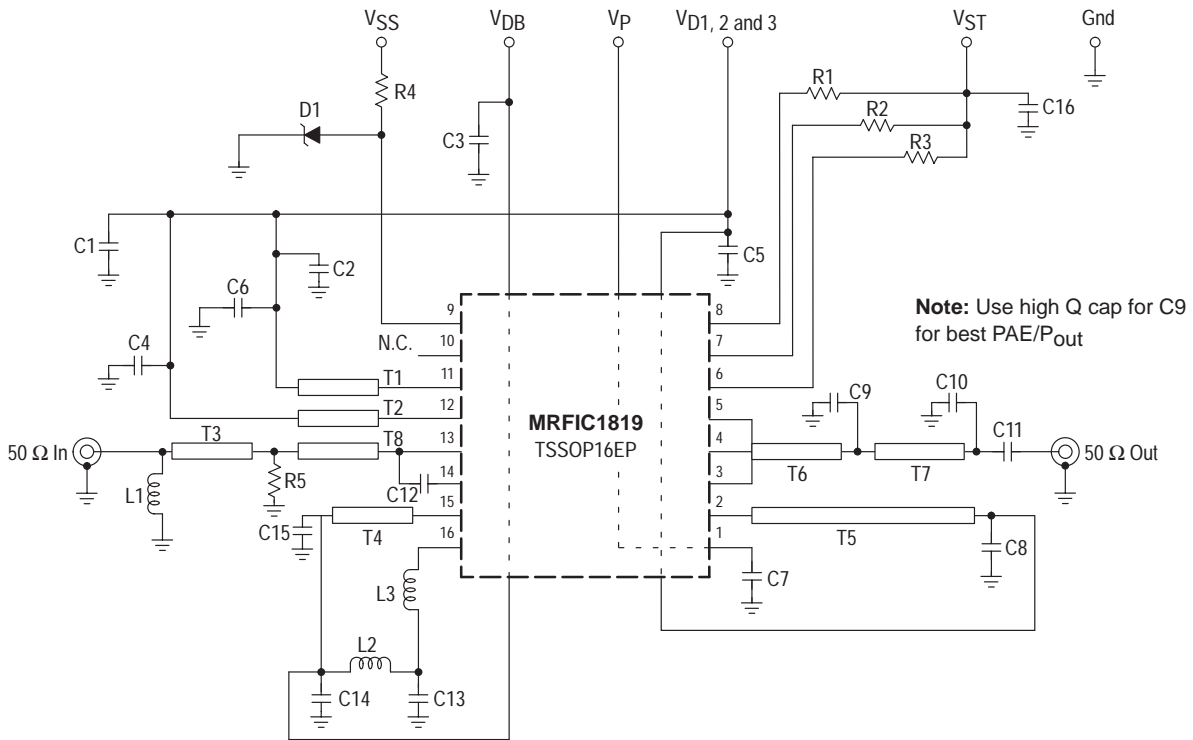 VSS
VDB
VP
VD1, 2 and 3
VST
Gnd
R4
R1
C16
D1
C3
R2
R3
C1
C2
C5
C6
Note: Use high Q cap for C9
for best PAE/Pout
9
8
N.C.
10
7
C4
11
6
T1
12
5
T2
C9
C10
MRFIC1819
TSSOP16EP
50 Ω In
T3
T8
13
4
C11
50 Ω Out
T6
T7
L1
R5
C12
14
3
15
2
C15
T4
T5
16
1
C8
C7
L3
L2
C14
C13